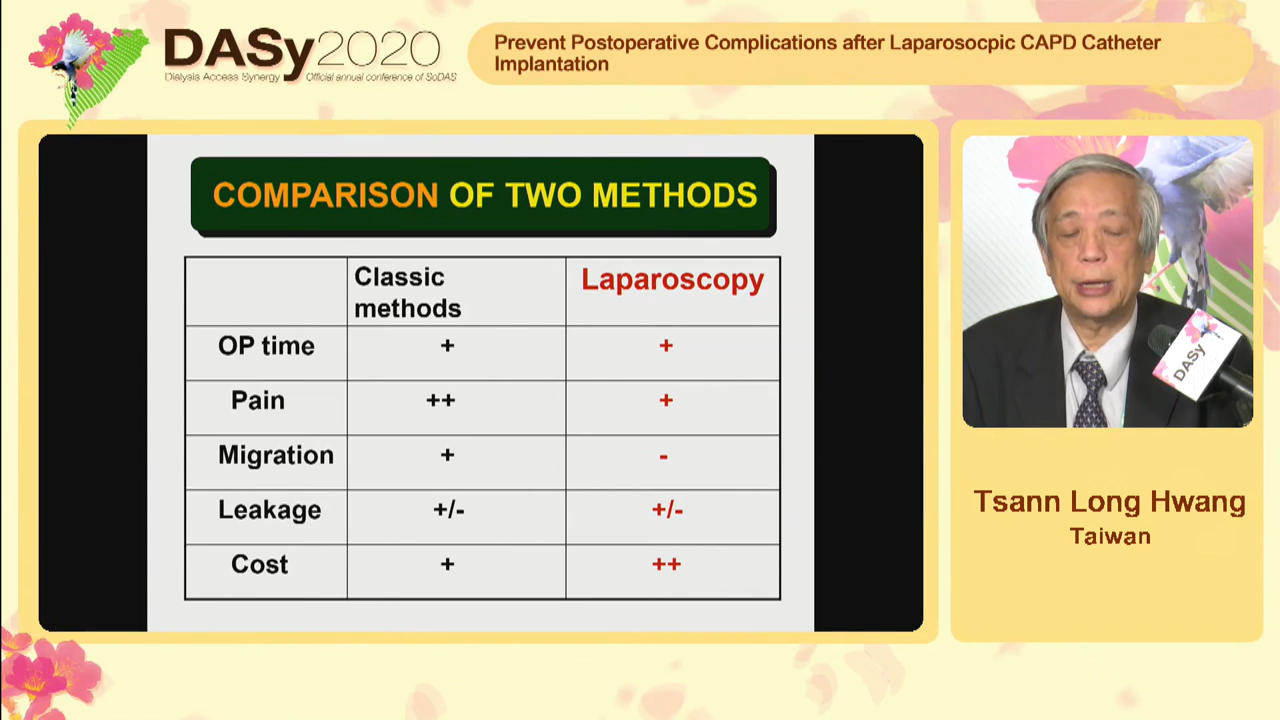 DASy2020
Dialysis Access Synergy Official annual conference of SoDAS
Prevent Postoperative Complications after Laparosocpic CAPD Catheter
Implantation
COMPARISON OF TWO METHODS
Classic
methods
Laparoscopy
OP time + +
Pain ++ +
Migration + -
Leakage +/- +/-
Cost + ++
DASy
Tsann Long Hwang
Taiwan